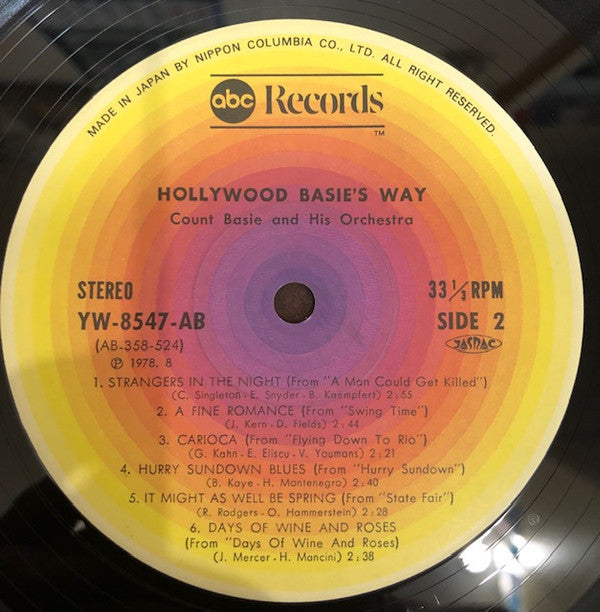 MADE IN JAPAN BY NIPPON COLUMBIA CO., LTD. ALL RIGHT RESERVED.
abc Records
TM
HOLLYWOOD BASIE'S WAY
Count Basie and His Orchestra
STEREO
33 1/3 RPM
YW-8547-AB
SIDE 2
(AB-358-524)
JASRAC
Ⓟ 1978. 8
1. STRANGERS IN THE NIGHT (From "A Man Could Get Killed")
(C. Singleton - E. Snyder - B. Kaempfert) 2:55
2. A FINE ROMANCE (From "Swing Time")
(J. Kern - D. Fields) 2:44
3. CARIOCA (From "Flying Down To Rio")
(G. Kahn - E. Eliscu - V. Youmans) 2:21
4. HURRY SUNDOWN BLUES (From "Hurry Sundown")
(B. Kaye - H. Mantenegro) 2:40
5. IT MIGHT AS WELL BE SPRING (From "State Fair")
(R. Rodgers - O. Hammerstein) 2:28
6. DAYS OF WINE AND ROSES
(From "Days Of Wine And Roses)
(J. Mercer - H. Mancini) 2:38